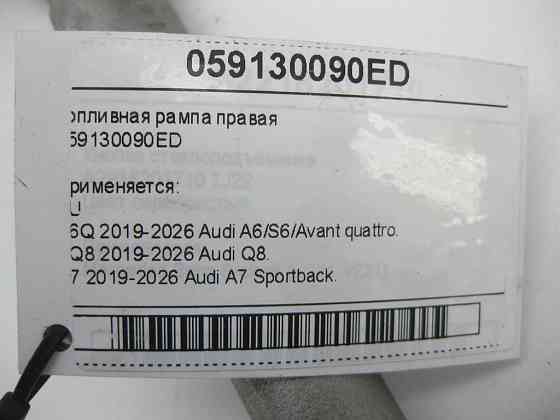 059130090ED
опливная рампа правая
59130090ED
рименяется:
U
6Q 2019-2026 Audi A6/S6/Avant quattro.
Q8 2019-2026 Audi Q8.
7 2019-2026 Audi A7 Sportback.